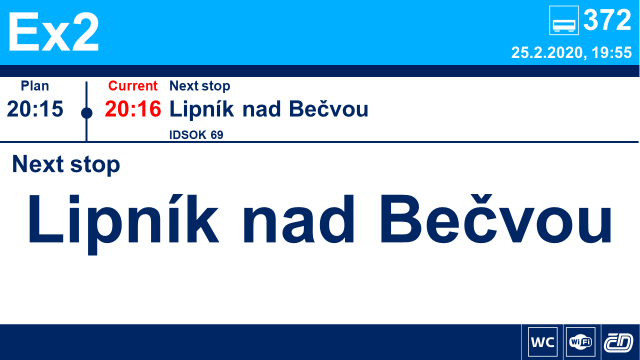 Ex2
372
25.2.2020, 19:55
Plan Current Next stop
20:15 20:16 Lipník nad Bečvou
IDSOK 69
Next stop
Lipník nad Bečvou
WC WiFi ČD